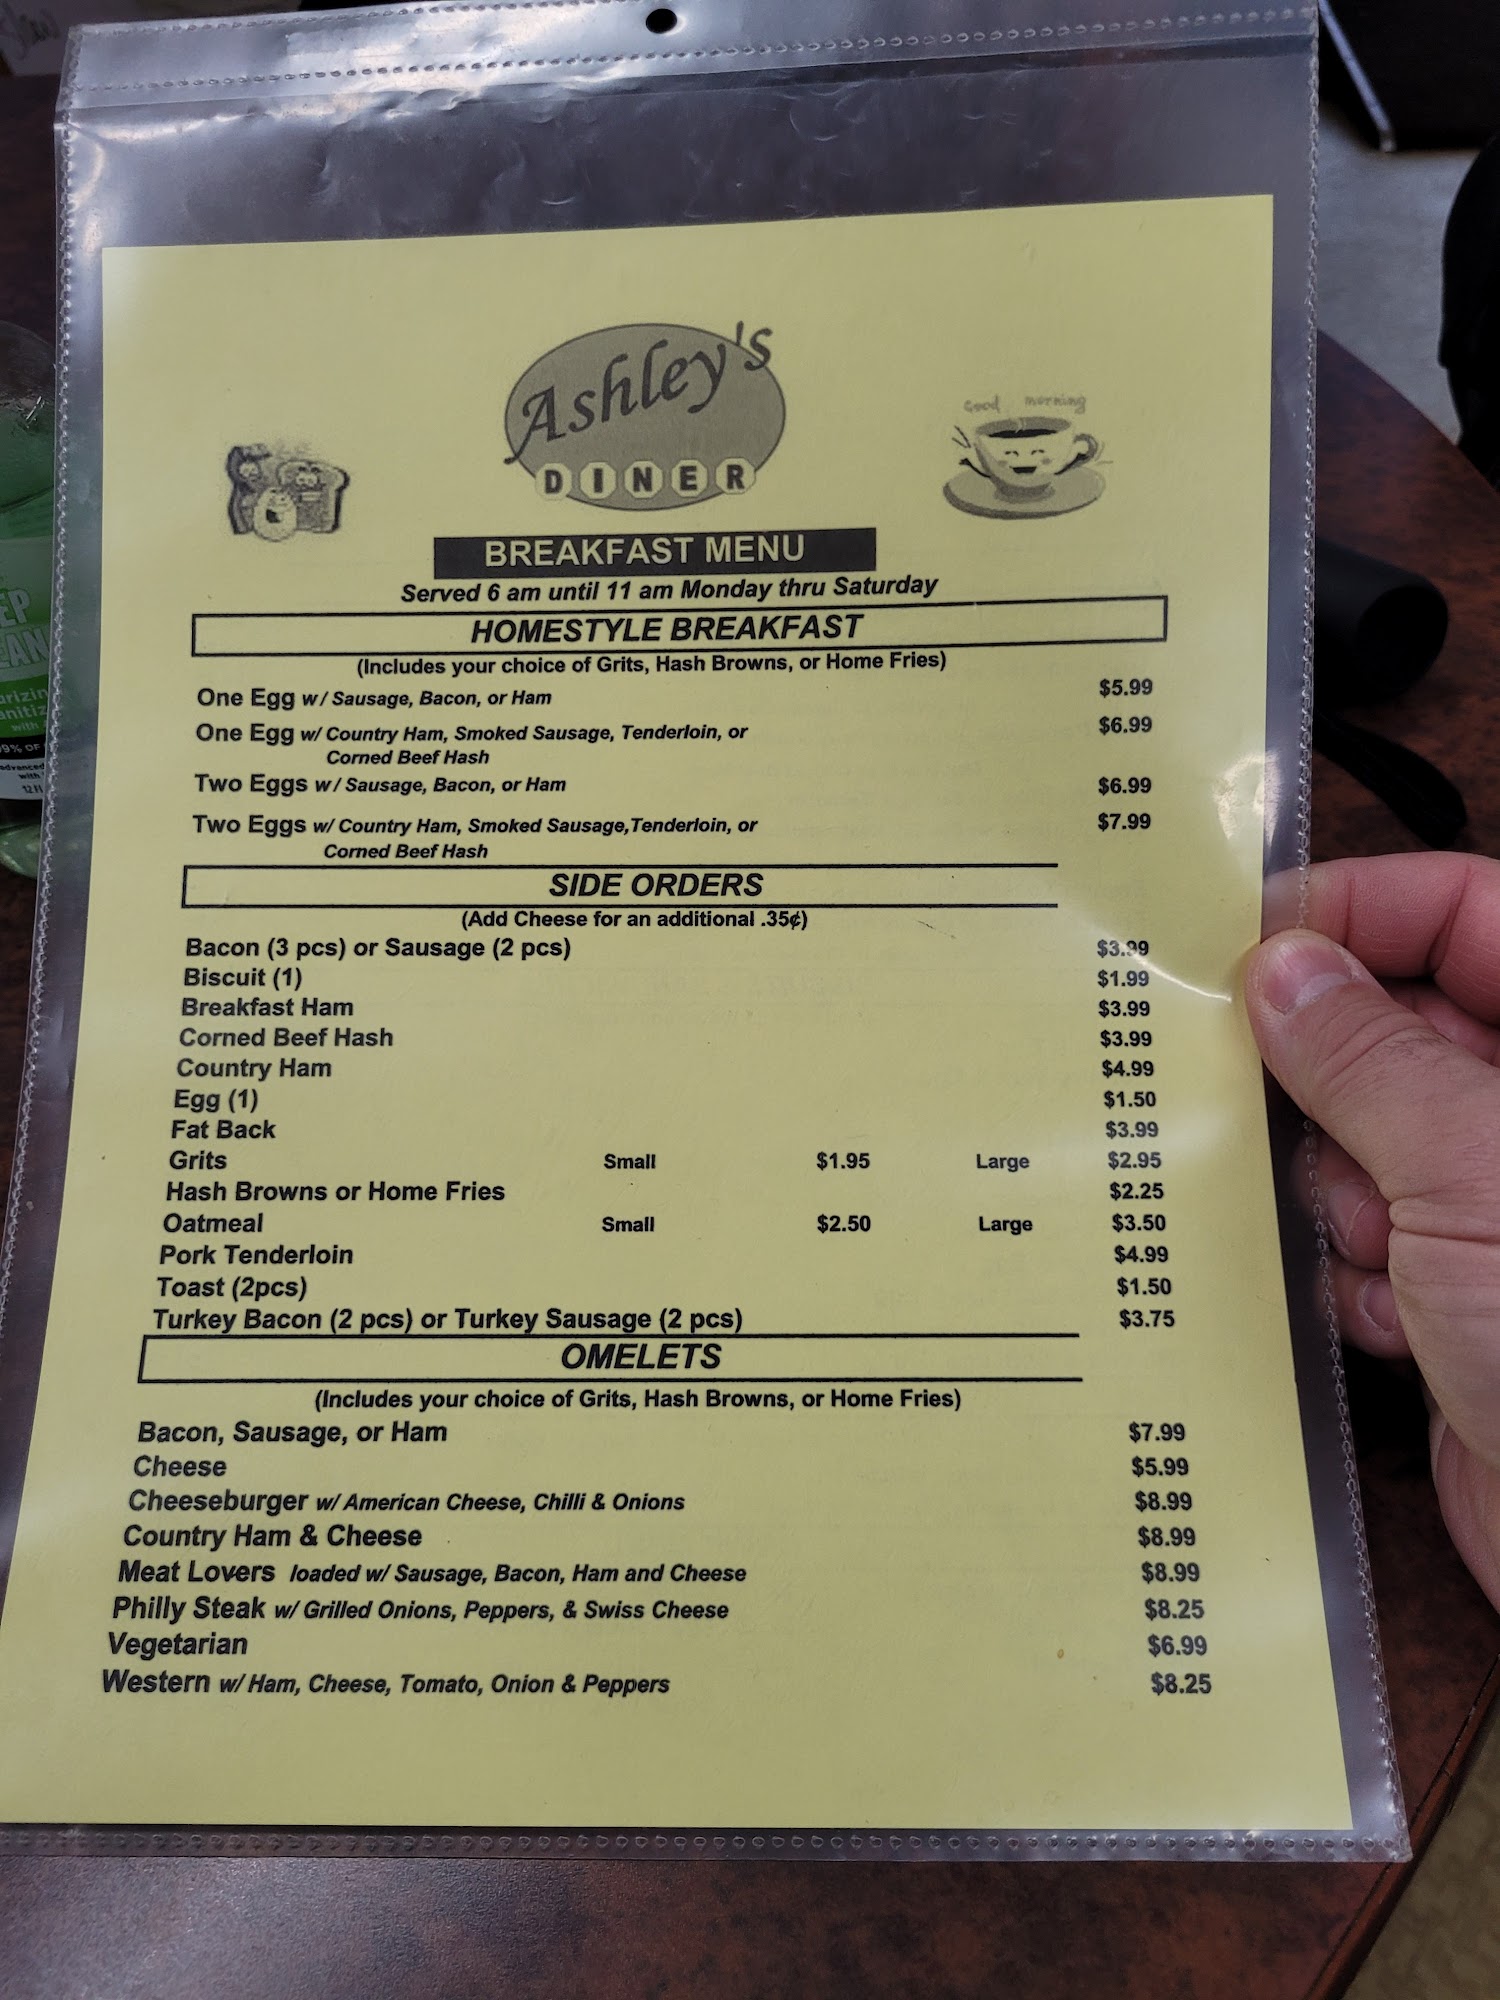 Ashley's
DINER
Good morning
BREAKFAST MENU
Served 6 am until 11 am Monday thru Saturday
HOMESTYLE BREAKFAST
(Includes your choice of Grits, Hash Browns, or Home Fries)
One Egg w/ Sausage, Bacon, or Ham $5.99
One Egg w/ Country Ham, Smoked Sausage, Tenderloin, or $6.99
Corned Beef Hash
Two Eggs w/ Sausage, Bacon, or Ham $6.99
Two Eggs w/ Country Ham, Smoked Sausage,Tenderloin, or $7.99
Corned Beef Hash
SIDE ORDERS
(Add Cheese for an additional .35¢)
Bacon (3 pcs) or Sausage (2 pcs) $3.99
Biscuit (1) $1.99
Breakfast Ham $3.99
Corned Beef Hash $3.99
Country Ham $4.99
Egg (1) $1.50
Fat Back $3.99
Grits Small $1.95 Large $2.95
Hash Browns or Home Fries $2.25
Oatmeal Small $2.50 Large $3.50
Pork Tenderloin $4.99
Toast (2pcs) $1.50
Turkey Bacon (2 pcs) or Turkey Sausage (2 pcs) $3.75
OMELETS
(Includes your choice of Grits, Hash Browns, or Home Fries)
Bacon, Sausage, or Ham $7.99
Cheese $5.99
Cheeseburger w/ American Cheese, Chilli & Onions $8.99
Country Ham & Cheese $8.99
Meat Lovers loaded w/ Sausage, Bacon, Ham and Cheese $8.99
Philly Steak w/ Grilled Onions, Peppers, & Swiss Cheese $8.25
Vegetarian $6.99
Western w/ Ham, Cheese, Tomato, Onion & Peppers $8.25
with
advanced
with